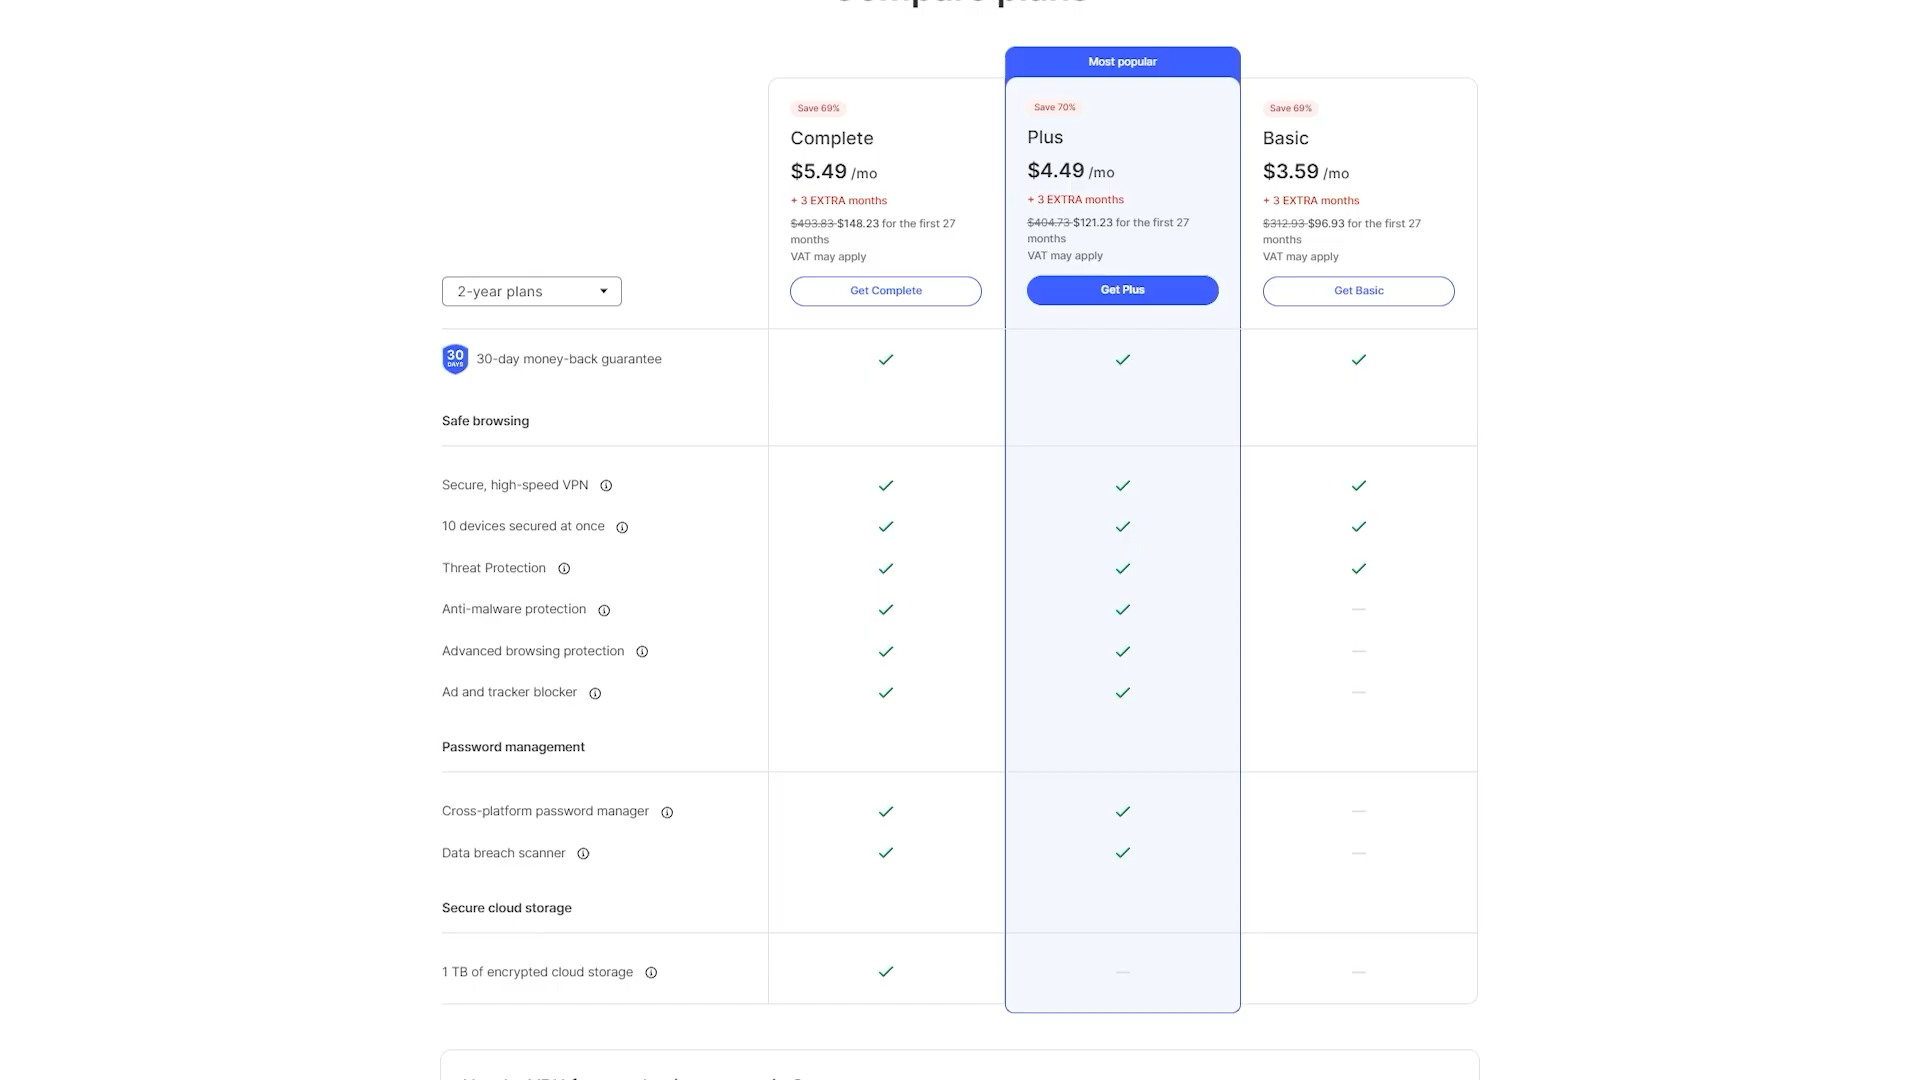 Compare plans
Most popular
Save 69%
Complete
$5.49 /mo
+ 3 EXTRA months
$493.83 $148.23 for the first 27
months
VAT may apply
Get Complete
Save 70%
Plus
$4.49 /mo
+ 3 EXTRA months
$404.73 $121.23 for the first 27
months
VAT may apply
Get Plus
Save 69%
Basic
$3.59 /mo
+ 3 EXTRA months
$312.93 $96.93 for the first 27
months
VAT may apply
Get Basic
2-year plans
30
DAYS
30-day money-back guarantee
Safe browsing
Secure, high-speed VPN
10 devices secured at once
Threat Protection
Anti-malware protection
Advanced browsing protection
Ad and tracker blocker
Password management
Cross-platform password manager
Data breach scanner
Secure cloud storage
1 TB of encrypted cloud storage